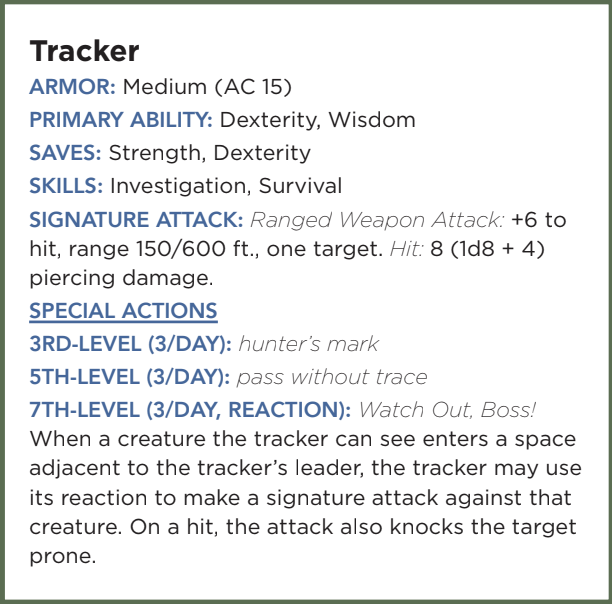 Tracker
ARMOR: Medium (AC 15)
PRIMARY ABILITY: Dexterity, Wisdom
SAVES: Strength, Dexterity
SKILLS: Investigation, Survival
SIGNATURE ATTACK: Ranged Weapon Attack: +6 to
hit, range 150/600 ft., one target. Hit: 8 (1d8 + 4)
piercing damage.
SPECIAL ACTIONS
3RD-LEVEL (3/DAY): hunter’s mark
5TH-LEVEL (3/DAY): pass without trace
7TH-LEVEL (3/DAY, REACTION): Watch Out, Boss!
When a creature the tracker can see enters a space
adjacent to the tracker’s leader, the tracker may use
its reaction to make a signature attack against that
creature. On a hit, the attack also knocks the target
prone.